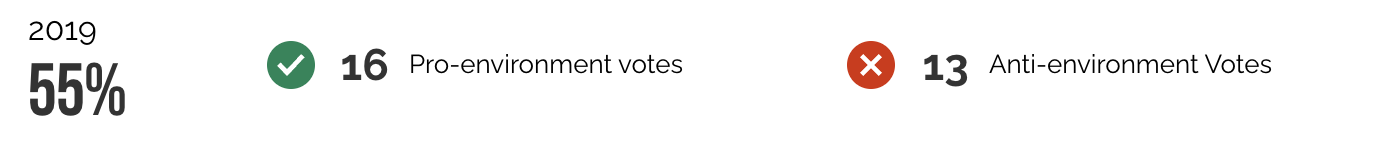 2019
55%
16 Pro-environment votes
13 Anti-environment Votes